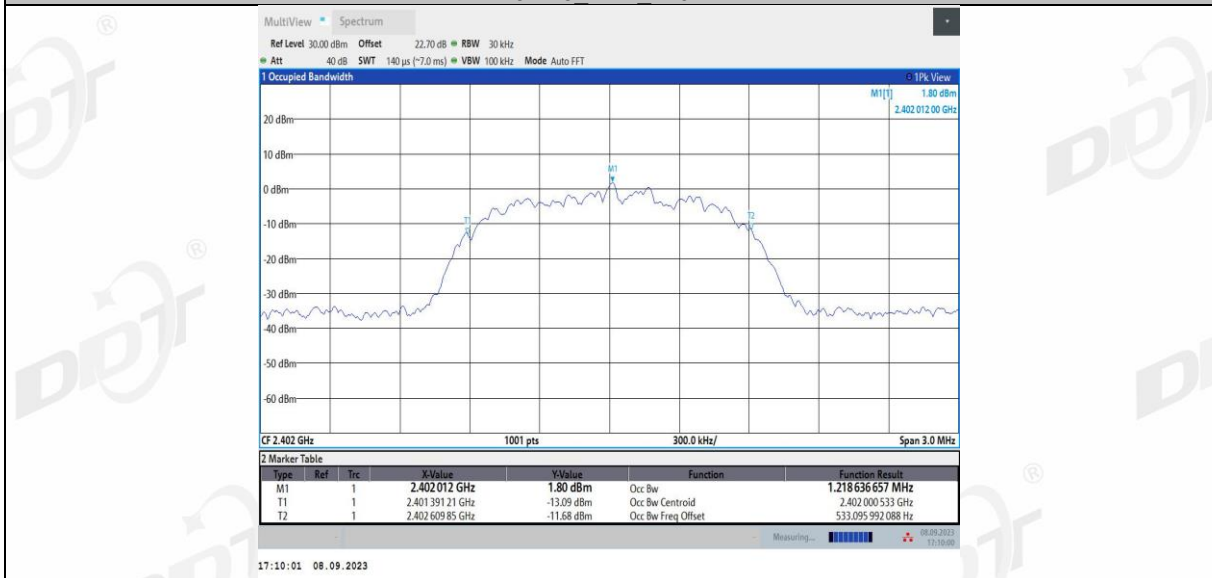 MultiView Spectrum
Ref Level 30.00 dBm Offset 22.70 dB RBW 30 kHz
Att 40 dB SWT 140 µs (~7.0 ms) VBW 100 kHz Mode Auto FFT
1 Occupied Bandwidth 1Pk View
M1[1] 1.80 dBm
2.402 012 00 GHz
20 dBm
10 dBm
M1
0 dBm
T1
T2
-10 dBm
-20 dBm
-30 dBm
-40 dBm
-50 dBm
-60 dBm
CF 2.402 GHz 1001 pts 300.0 kHz/ Span 3.0 MHz
2 Marker Table
Type Ref Trc X-Value Y-Value Function Function Result
M1 1 2.402 012 GHz 1.80 dBm Occ Bw 1.218 636 657 MHz
T1 1 2.401 391 21 GHz -13.09 dBm Occ Bw Centroid 2.402 000 533 GHz
T2 1 2.402 609 85 GHz -11.68 dBm Occ Bw Freq Offset 533.095 992 088 Hz
Measuring... 08.09.2023
17:10:00
17:10:01 08.09.2023
DDT ®